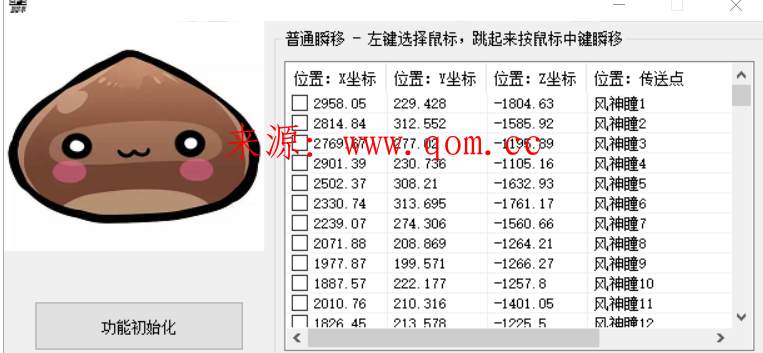 普通瞬移 - 左键选择鼠标，跳起来按鼠标中键瞬移
位置: X坐标 位置: Y坐标 位置: Z坐标 位置: 传送点
2958.05 229.428 -1804.63 风神瞳1
2814.84 312.552 -1585.92 风神瞳2
风神瞳3
来源: www.qom.cc
2901.39 230.736 -1105.16 风神瞳4
2502.37 308.21 -1632.93 风神瞳5
2330.74 313.695 -1761.17 风神瞳6
2239.07 274.306 -1560.66 风神瞳7
2071.88 208.869 -1264.21 风神瞳8
1977.87 199.571 -1266.27 风神瞳9
1887.57 222.177 -1257.8 风神瞳10
2010.76 210.316 -1401.05 风神瞳11
1826.45 213.578 -1225.5 风神瞳12
功能初始化